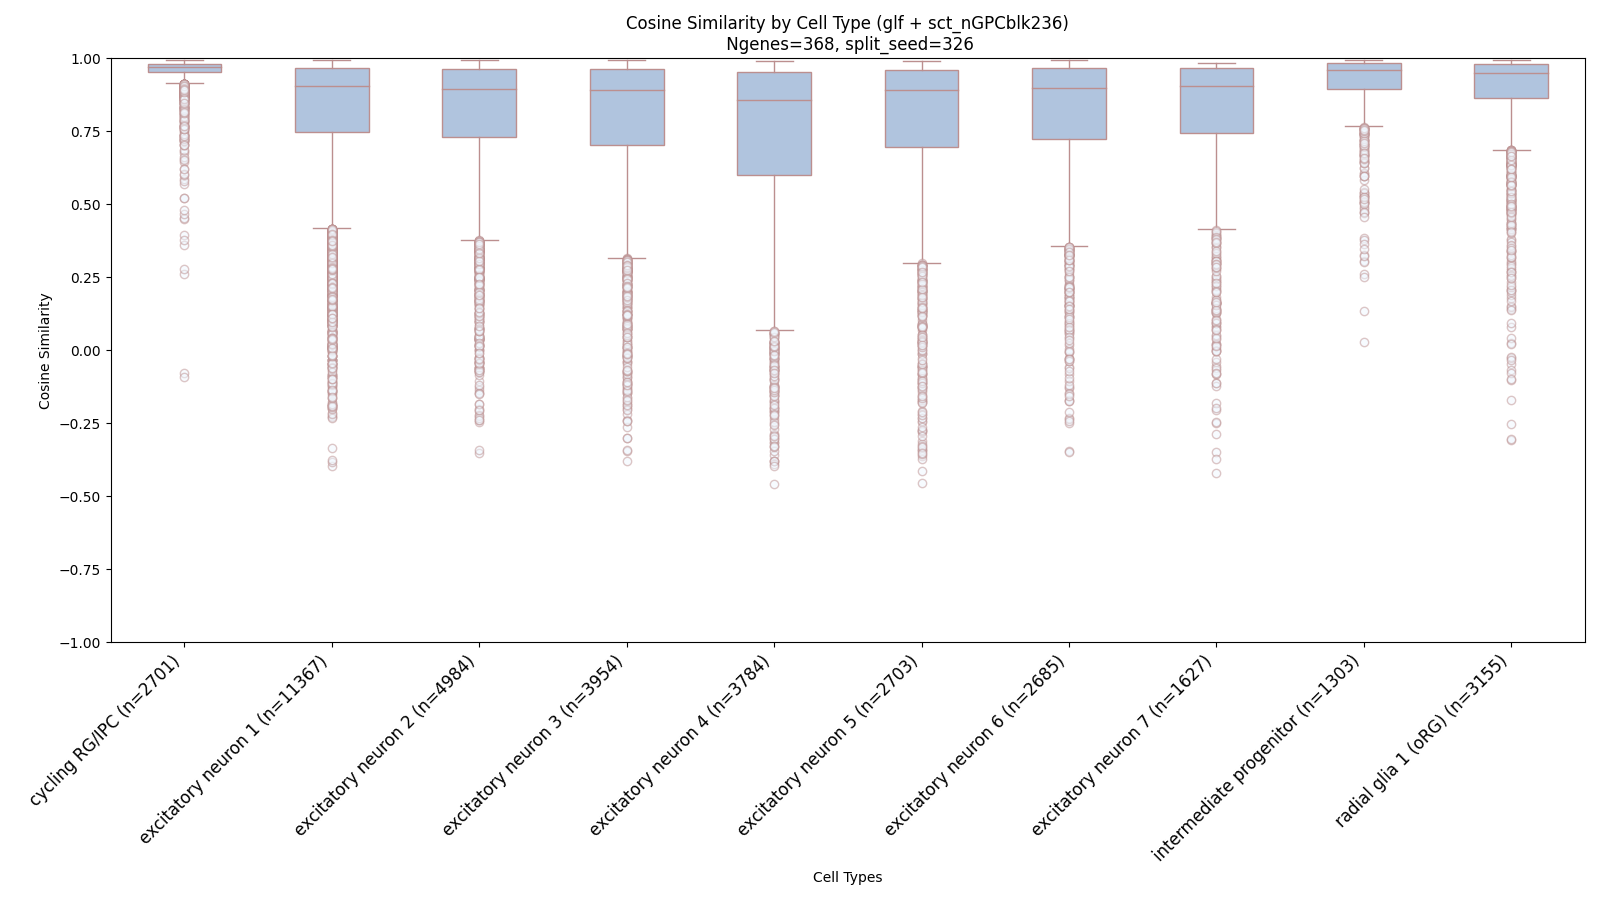 Cosine Similarity by Cell Type (glf + sct_nGPCblk236)
Ngenes=368, split_seed=326
Cosine Similarity
1.00
0.75
0.50
0.25
0.00
−0.25
−0.50
−0.75
−1.00
cycling RG/IPC (n=2701)
excitatory neuron 1 (n=11367)
excitatory neuron 2 (n=4984)
excitatory neuron 3 (n=3954)
excitatory neuron 4 (n=3784)
excitatory neuron 5 (n=2703)
excitatory neuron 6 (n=2685)
excitatory neuron 7 (n=1627)
intermediate progenitor (n=1303)
radial glia 1 (oRG) (n=3155)
Cell Types